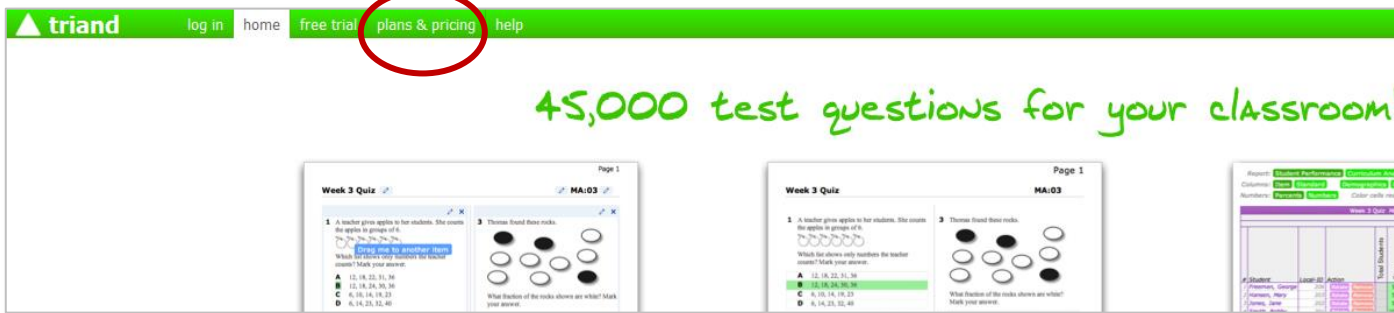 triand log in home free trial plans & pricing help
45,000 test questions for your classroom
Page 1
Week 3 Quiz MA:03
1 A teacher gives apples to her students. She counts
the apples in groups of 6.
Drag me to another item
Which list shows only numbers the teacher
counts? Mark your answer.
A 12, 18, 22, 31, 36
B 12, 18, 24, 30, 36
C 6, 10, 14, 19, 23
D 6, 14, 23, 32, 40
3 Thomas found these rocks.
What fraction of the rocks shown are white? Mark
your answer.
Page 1
Week 3 Quiz MA:03
1 A teacher gives apples to her students. She counts
the apples in groups of 6.
Which list shows only numbers the teacher
counts? Mark your answer.
A 12, 18, 22, 31, 36
B 12, 18, 24, 30, 36
C 6, 10, 14, 19, 23
D 6, 14, 23, 32, 40
3 Thomas found these rocks.
What fraction of the rocks shown are white?
Mark your answer.
Report: Student Performance Curriculum
Columns: Item Standard Demographics
Numbers: Percents Numbers Color cells
Week 3 Quiz
Total Students
# Student Local ID Action
Freeman, George
Hansen, Mary
Jones, Jane